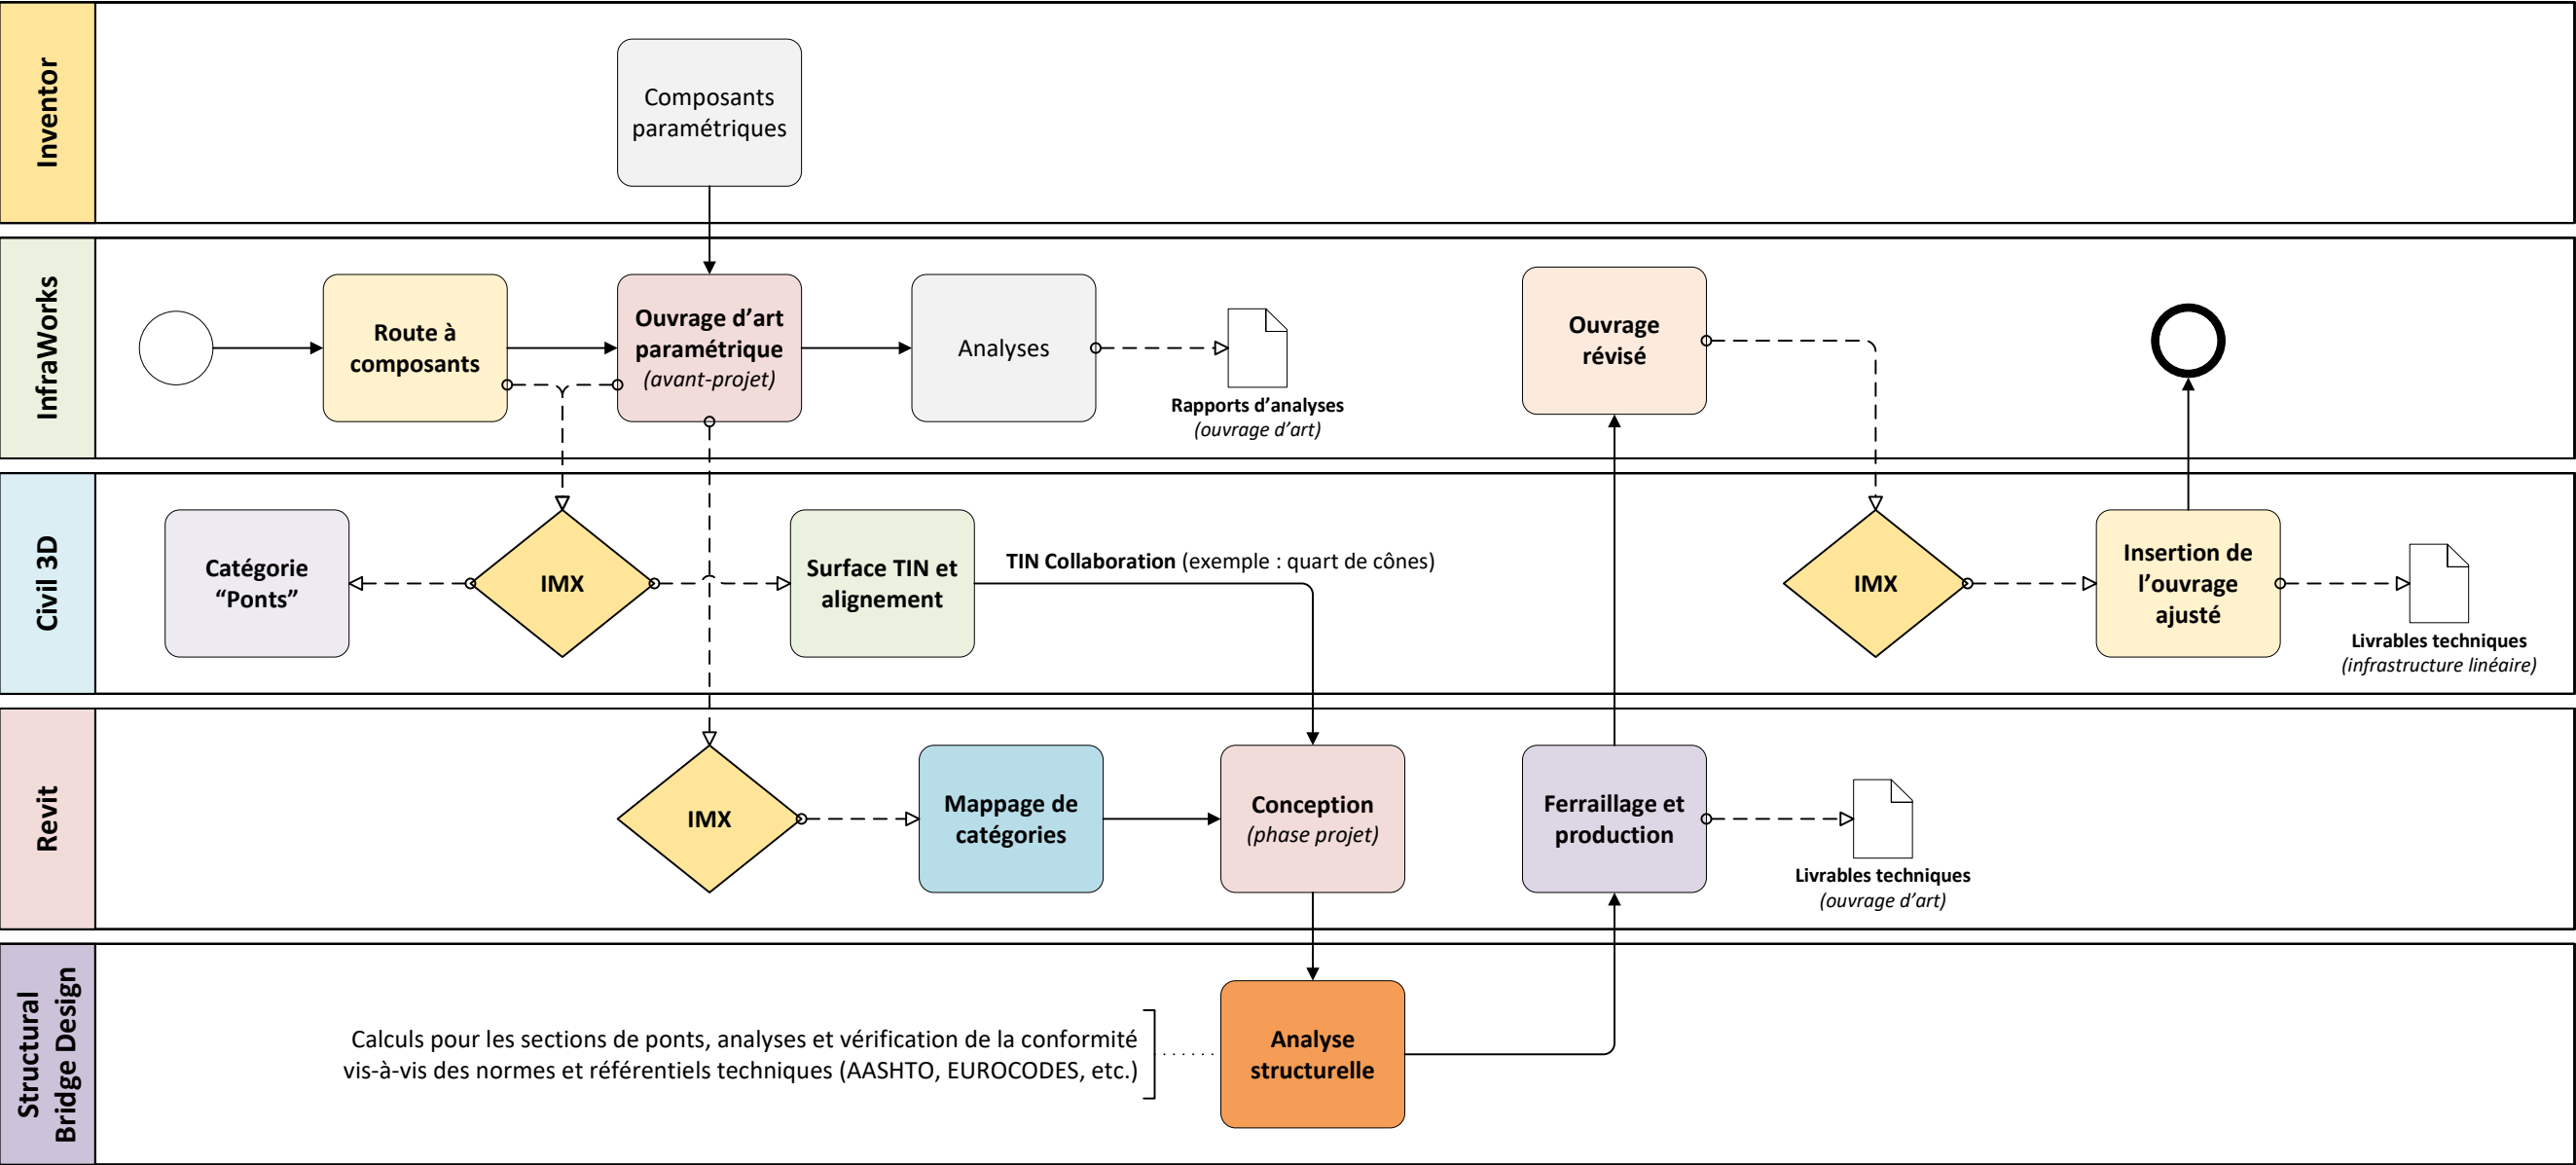 Inventor
Composants
paramétriques
InfraWorks
Route à
composants
Ouvrage d’art
paramétrique
(avant-projet)
Analyses
Rapports d’analyses
(ouvrage d’art)
Ouvrage
révisé
Civil 3D
Catégorie
“Ponts”
IMX
Surface TIN et
alignement
TIN Collaboration (exemple : quart de cônes)
IMX
Insertion de
l’ouvrage
ajusté
Livrables techniques
(infrastructure linéaire)
Revit
IMX
Mappage de
catégories
Conception
(phase projet)
Ferraillage et
production
Livrables techniques
(ouvrage d’art)
Structural
Bridge Design
Calculs pour les sections de ponts, analyses et vérification de la conformité
vis-à-vis des normes et référentiels techniques (AASHTO, EUROCODES, etc.)
Analyse
structurelle